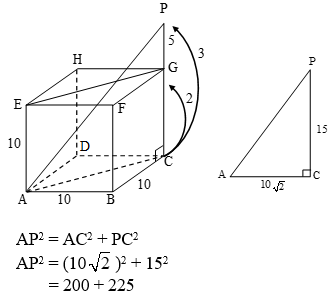 P
5
3
H
G
E
F
2
P
10
D
C
15
10
A
10
B
A
10√2
C
AP² = AC² + PC²
AP² = (10√2 )² + 15²
= 200 + 225